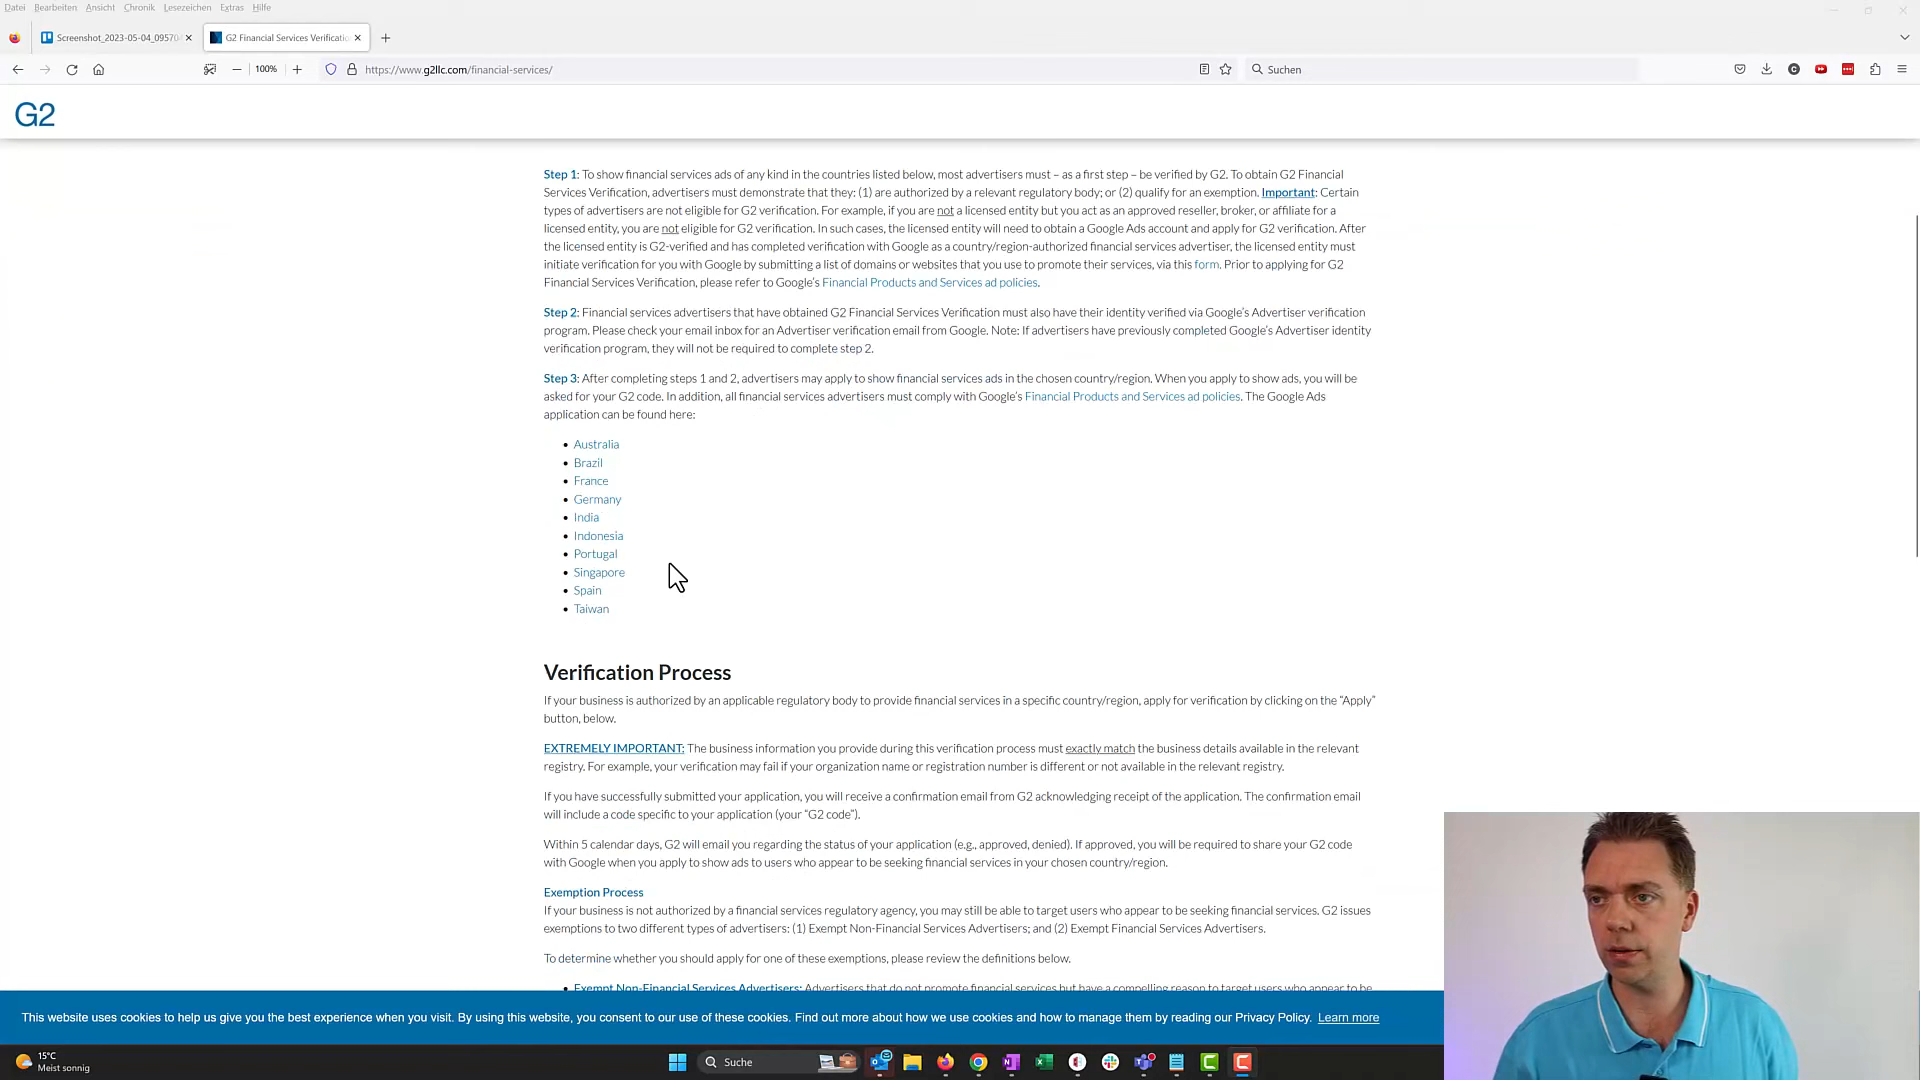 Datei Bearbeiten Ansicht Chronik Lesezeichen Extras Hilfe
Screenshot_2023-05-04_09570
G2 Financial Services Verificatio
100%
https://www.g2llc.com/financial-services/
Suchen
G2
Step 1: To show financial services ads of any kind in the countries listed below, most advertisers must – as a first step – be verified by G2. To obtain G2 Financial
Services Verification, advertisers must demonstrate that they: (1) are authorized by a relevant regulatory body; or (2) qualify for an exemption. Important: Certain
types of advertisers are not eligible for G2 verification. For example, if you are not a licensed entity but you act as an approved reseller, broker, or affiliate for a
licensed entity, you are not eligible for G2 verification. In such cases, the licensed entity will need to obtain a Google Ads account and apply for G2 verification. After
the licensed entity is G2-verified and has completed verification with Google as a country/region-authorized financial services advertiser, the licensed entity must
initiate verification for you with Google by submitting a list of domains or websites that you use to promote their services, via this form. Prior to applying for G2
Financial Services Verification, please refer to Google's Financial Products and Services ad policies.
Step 2: Financial services advertisers that have obtained G2 Financial Services Verification must also have their identity verified via Google's Advertiser verification
program. Please check your email inbox for an Advertiser verification email from Google. Note: If advertisers have previously completed Google's Advertiser identity
verification program, they will not be required to complete step 2.
Step 3: After completing steps 1 and 2, advertisers may apply to show financial services ads in the chosen country/region. When you apply to show ads, you will be
asked for your G2 code. In addition, all financial services advertisers must comply with Google's Financial Products and Services ad policies. The Google Ads
application can be found here:
• Australia
• Brazil
• France
• Germany
• India
• Indonesia
• Portugal
• Singapore
• Spain
• Taiwan
Verification Process
If your business is authorized by an applicable regulatory body to provide financial services in a specific country/region, apply for verification by clicking on the "Apply"
button, below.
EXTREMELY IMPORTANT: The business information you provide during this verification process must exactly match the business details available in the relevant
registry. For example, your verification may fail if your organization name or registration number is different or not available in the relevant registry.
If you have successfully submitted your application, you will receive a confirmation email from G2 acknowledging receipt of the application. The confirmation email
will include a code specific to your application (your "G2 code").
Within 5 calendar days, G2 will email you regarding the status of your application (e.g., approved, denied). If approved, you will be required to share your G2 code
with Google when you apply to show ads to users who appear to be seeking financial services in your chosen country/region.
Exemption Process
If your business is not authorized by a financial services regulatory agency, you may still be able to target users who appear to be seeking financial services. G2 issues
exemptions to two different types of advertisers: (1) Exempt Non-Financial Services Advertisers; and (2) Exempt Financial Services Advertisers.
To determine whether you should apply for one of these exemptions, please review the definitions below.
• Exempt Non-Financial Services Advertisers: Advertisers that do not promote financial services but have a compelling reason to target users who appear to be
This website uses cookies to help us give you the best experience when you visit. By using this website, you consent to our use of these cookies. Find out more about how we use cookies and how to manage them by reading our Privacy Policy. Learn more
15°C
Meist sonnig
Suche